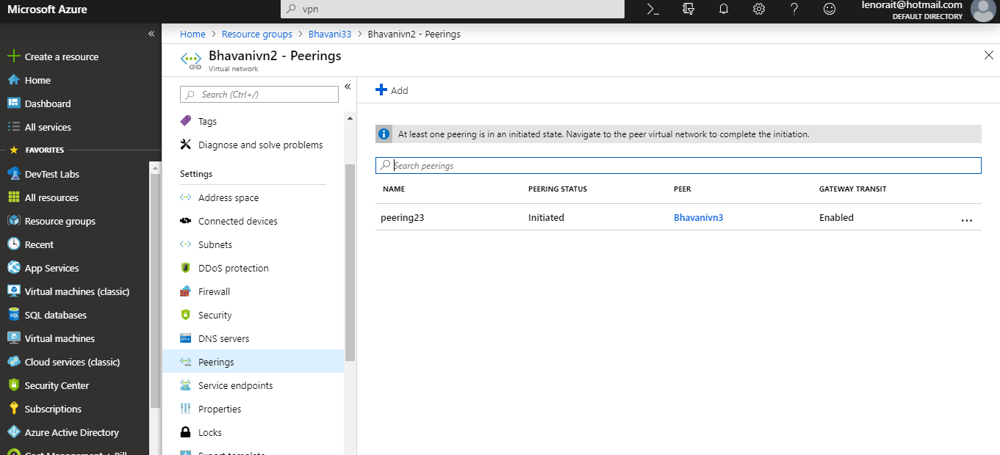 Microsoft Azure
vpn
lenorait@hotmail.com
DEFAULT DIRECTORY
«
Create a resource
Home
Dashboard
All services
FAVORITES
DevTest Labs
All resources
Resource groups
Recent
App Services
Virtual machines (classic)
SQL databases
Virtual machines
Cloud services (classic)
Security Center
Subscriptions
Azure Active Directory
Cost Management + Bill
Home > Resource groups > Bhavani33 > Bhavanivn2 - Peerings
Bhavanivn2 - Peerings
Virtual network
Search (Ctrl+/)
«
Tags
Diagnose and solve problems
Settings
Address space
Connected devices
Subnets
DDoS protection
Firewall
Security
DNS servers
Peerings
Service endpoints
Properties
Locks
Export template
Add
At least one peering is in an initiated state. Navigate to the peer virtual network to complete the initiation.
Search peerings
NAME PEERING STATUS PEER GATEWAY TRANSIT
peering23 Initiated Bhavanivn3 Enabled ...